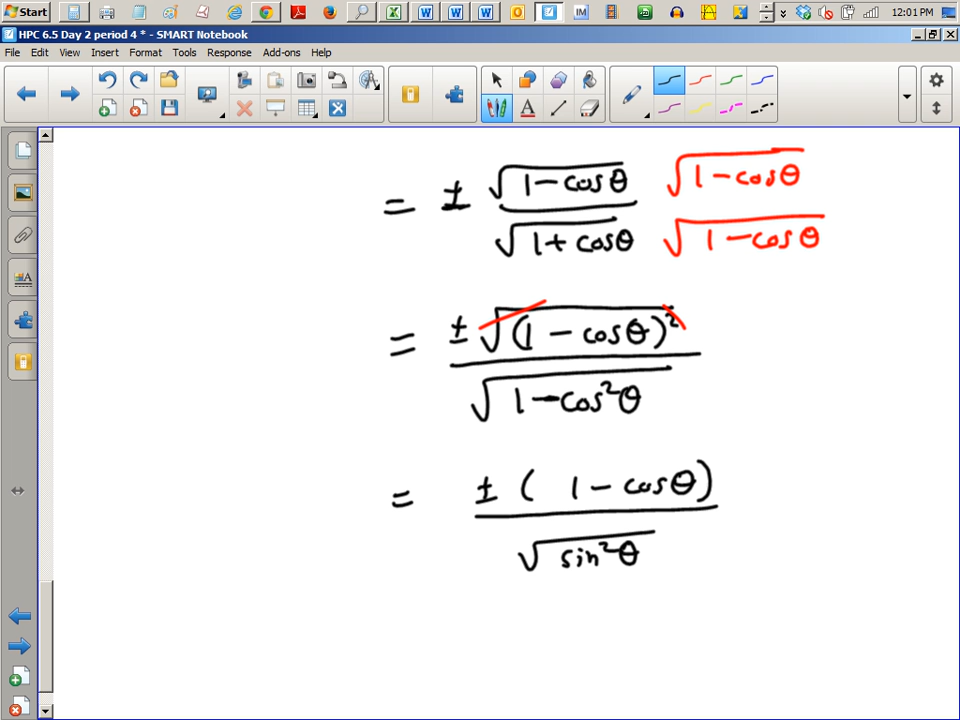 Start
12:01 PM
HPC 6.5 Day 2 period 4 * - SMART Notebook
File Edit View Insert Format Tools Response Add-ons Help
= ± √(1-cosθ) / √(1+cosθ) √(1-cosθ) / √(1-cosθ)
= ±√((1-cosθ)²) / √(1-cos²θ)
= ±(1-cosθ) / √(sin²θ)